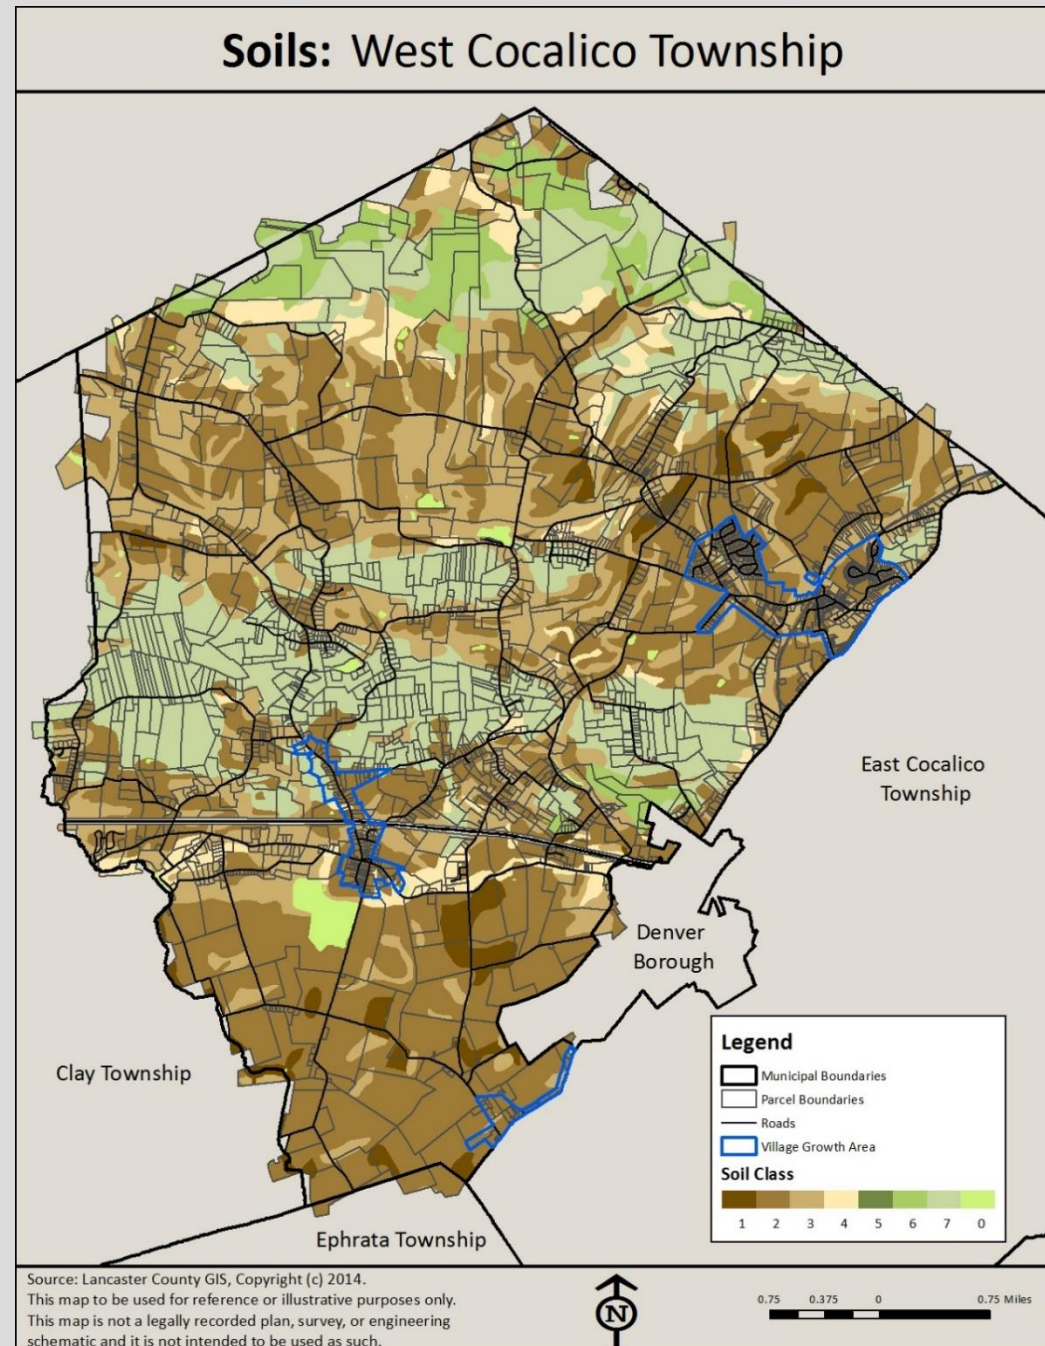 Soils: West Cocalico Township
East Cocalico
Township
Denver
Borough
Clay Township
Ephrata Township
Legend
Municipal Boundaries
Parcel Boundaries
Roads
Village Growth Area
Soil Class
1 2 3 4 5 6 7 0
Source: Lancaster County GIS, Copyright (c) 2014.
This map to be used for reference or illustrative purposes only.
This map is not a legally recorded plan, survey, or engineering
schematic and it is not intended to be used as such.
N
0.75 0.375 0 0.75 Miles